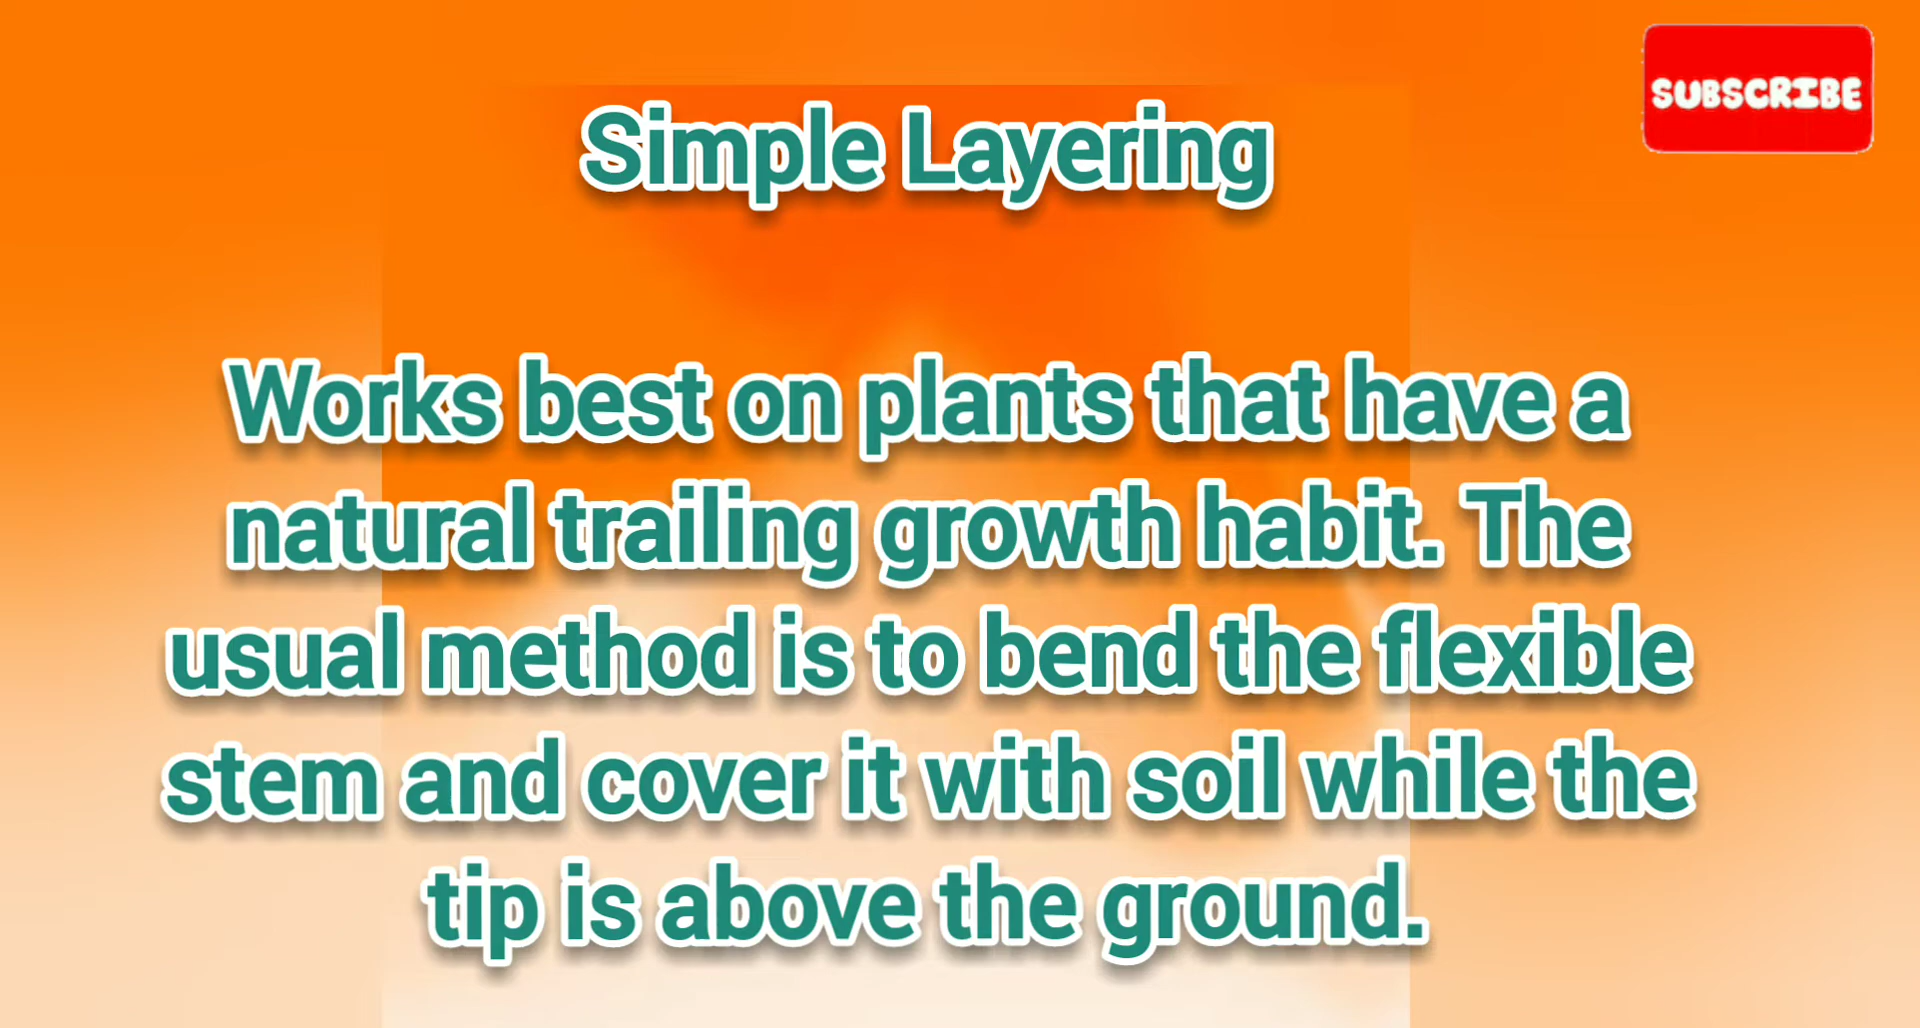 SUBSCRIBE
Simple Layering
Works best on plants that have a
natural trailing growth habit. The
usual method is to bend the flexible
stem and cover it with soil while the
tip is above the ground.